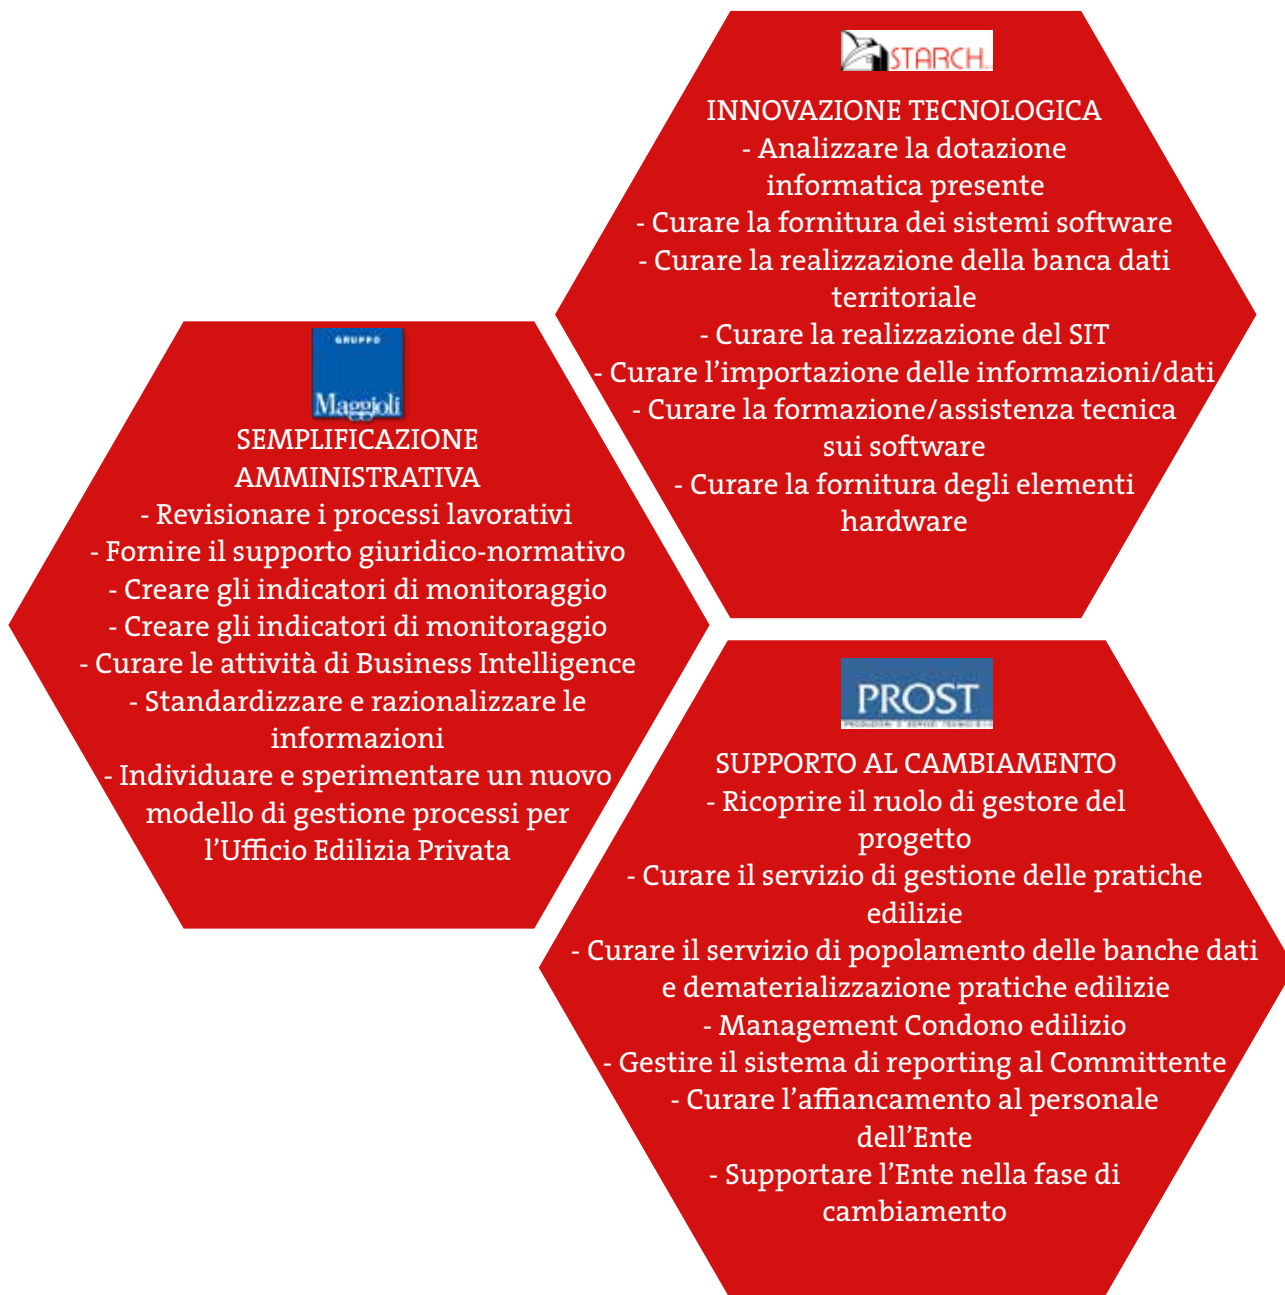 STARCH
INNOVAZIONE TECNOLOGICA
- Analizzare la dotazione
informatica presente
- Curare la fornitura dei sistemi software
- Curare la realizzazione della banca dati
territoriale
- Curare la realizzazione del SIT
- Curare l’importazione delle informazioni/dati
- Curare la formazione/assistenza tecnica
sui software
- Curare la fornitura degli elementi
hardware
GRUPPO
Maggioli
SEMPLIFICAZIONE
AMMINISTRATIVA
- Revisionare i processi lavorativi
- Fornire il supporto giuridico-normativo
- Creare gli indicatori di monitoraggio
- Creare gli indicatori di monitoraggio
- Curare le attività di Business Intelligence
- Standardizzare e razionalizzare le
informazioni
- Individuare e sperimentare un nuovo
modello di gestione processi per
l’Ufficio Edilizia Privata
PROST
SUPPORTO AL CAMBIAMENTO
- Ricoprire il ruolo di gestore del
progetto
- Curare il servizio di gestione delle pratiche
edilizie
- Curare il servizio di popolamento delle banche dati
e dematerializzazione pratiche edilizie
- Management Condono edilizio
- Gestire il sistema di reporting al Committente
- Curare l’affiancamento al personale
dell’Ente
- Supportare l’Ente nella fase di
cambiamento